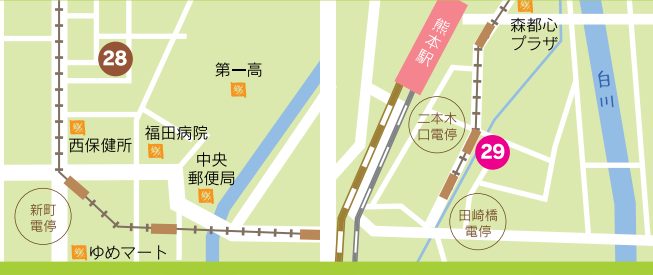 28
第一高
西保健所
福田病院
中央
郵便局
新町
電停
ゆめマート
熊本駅
森都心
プラザ
白川
二本木
口電停
29
田崎橋
電停